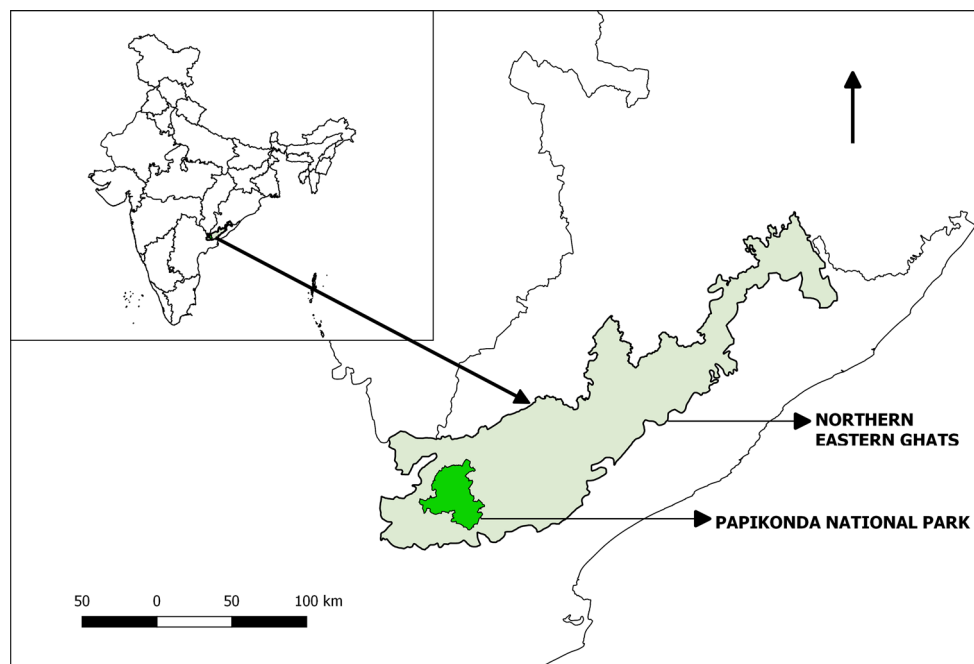 NORTHERN
EASTERN GHATS
PAPIKONDA NATIONAL PARK
50 0 50 100 km